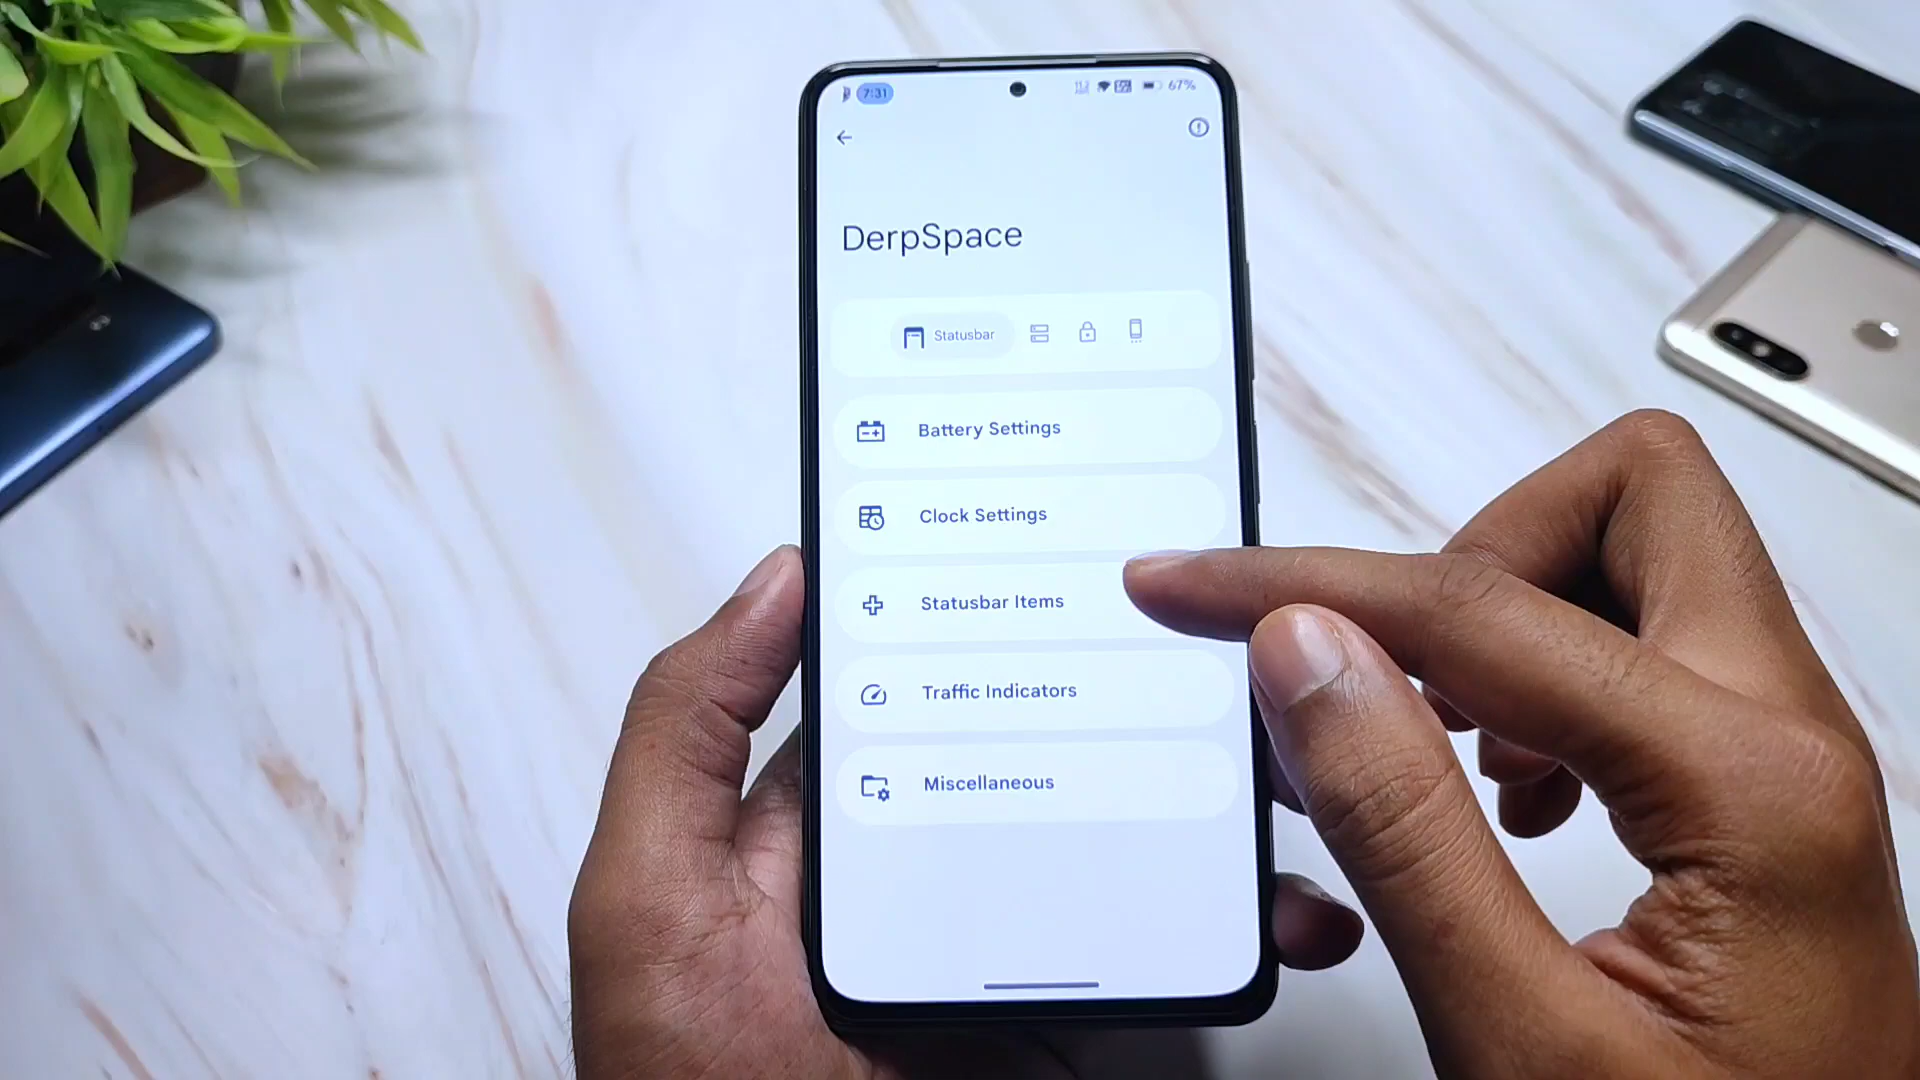 7:31
67%
DerpSpace
Statusbar
Battery Settings
Clock Settings
Statusbar Items
Traffic Indicators
Miscellaneous